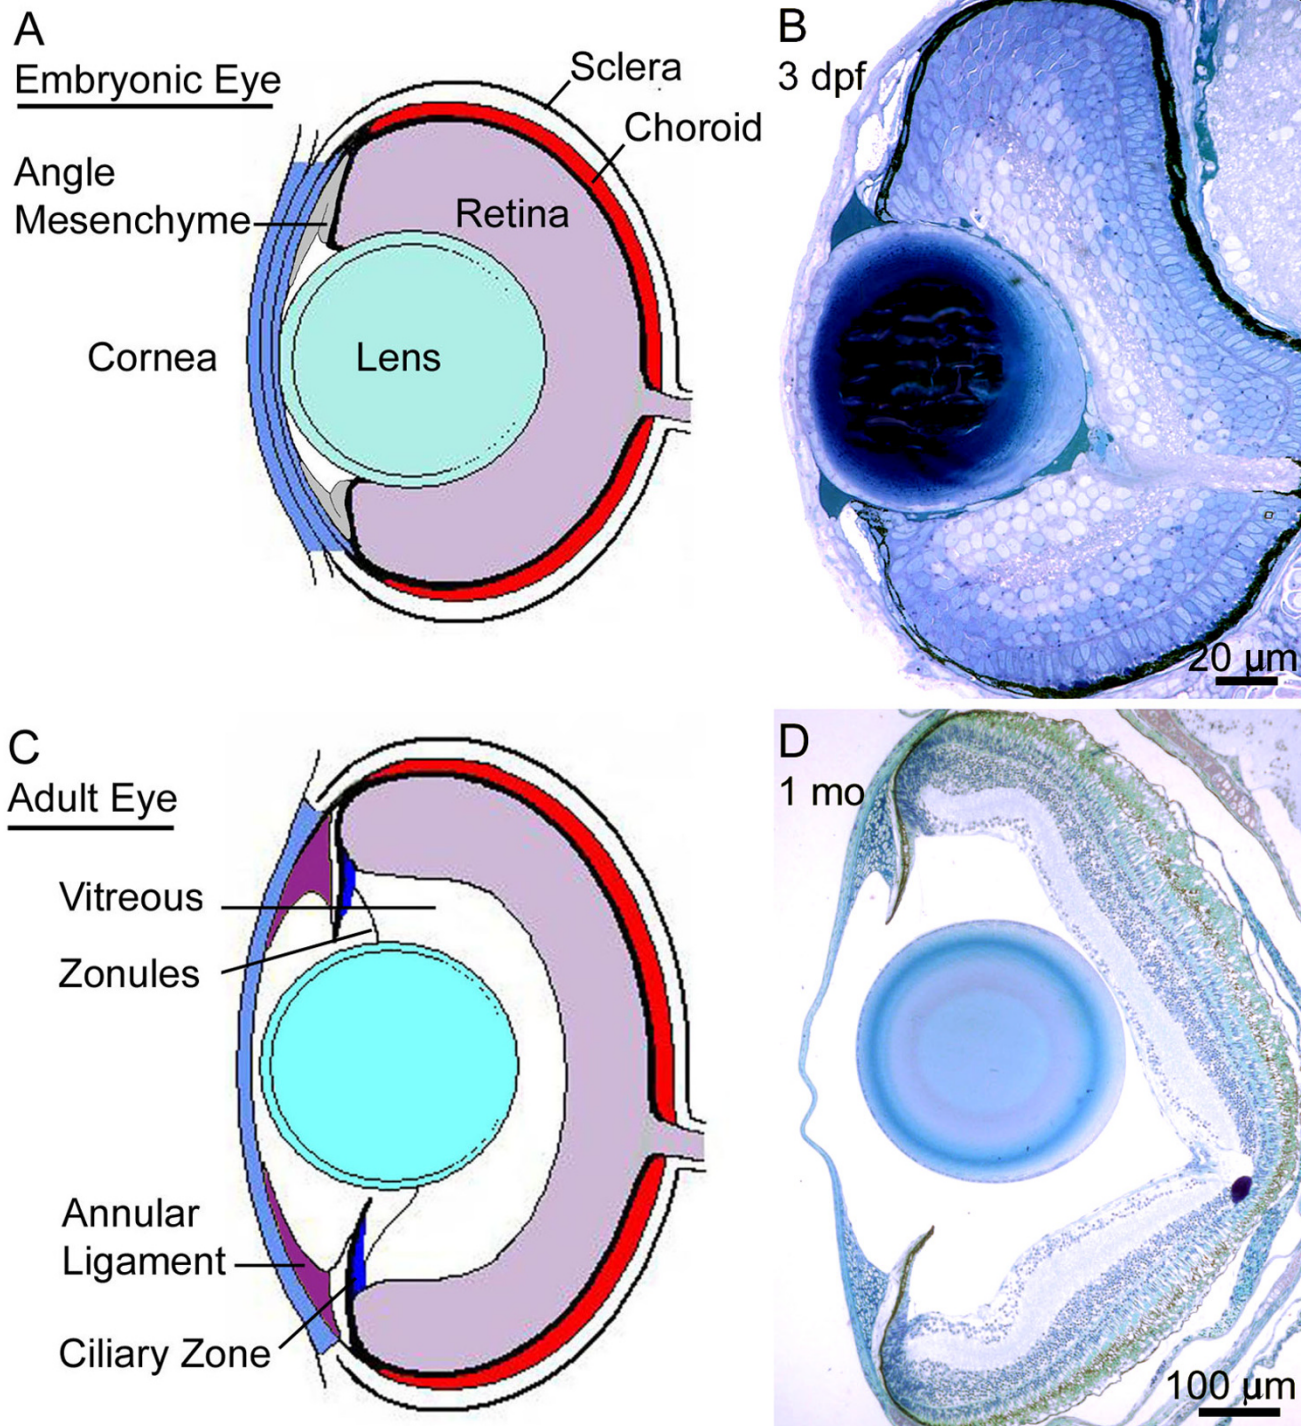 A
Embryonic Eye
Sclera
Choroid
Angle
Mesenchyme
Retina
Cornea
Lens
B
3 dpf
20 µm
C
Adult Eye
Vitreous
Zonules
Annular
Ligament
Ciliary Zone
D
1 mo
100 µm